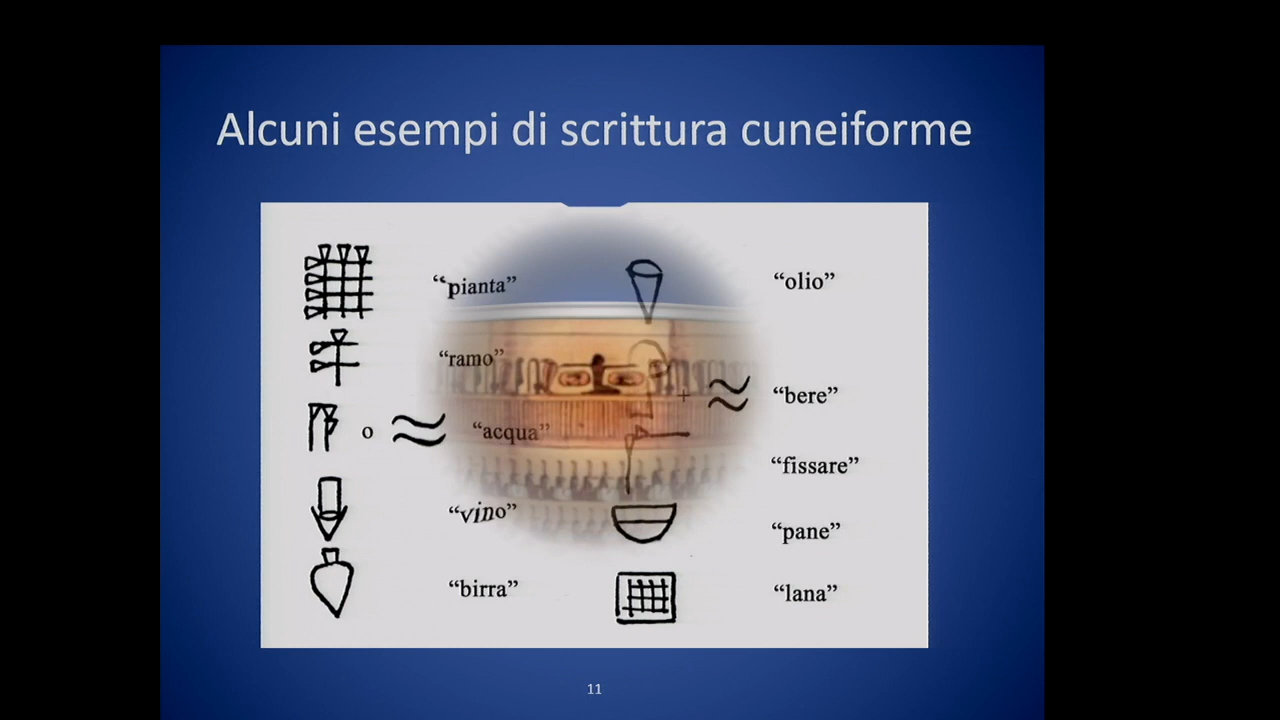 Alcuni esempi di scrittura cuneiforme
“pianta”
“ramo”
o “acqua”
“vino”
“birra”
“olio”
+ “bere”
“fissare”
“pane”
“lana”
11